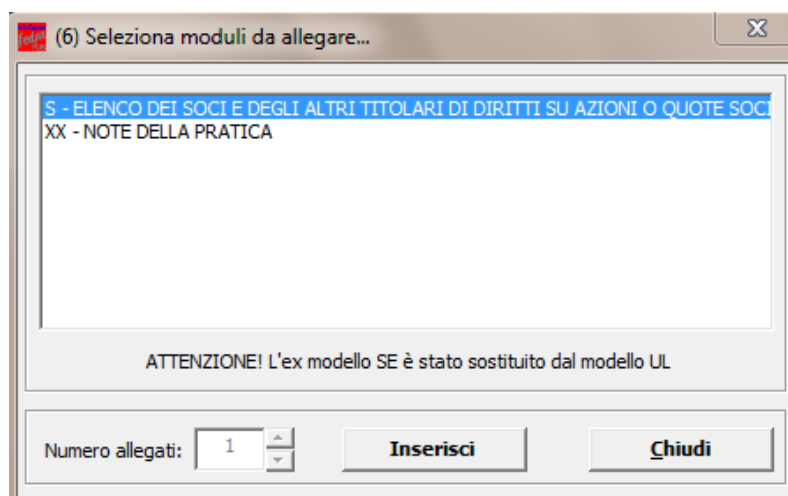 (6) Seleziona moduli da allegare...
S - ELENCO DEI SOCI E DEGLI ALTRI TITOLARI DI DIRITTI SU AZIONI O QUOTE SOCI
XX - NOTE DELLA PRATICA
ATTENZIONE! L'ex modello SE è stato sostituito dal modello UL
Numero allegati: 1 Inserisci Chiudi